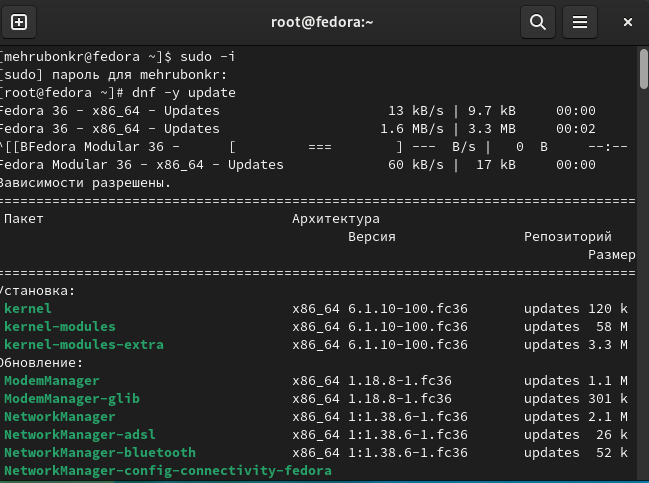 root@fedora:~
[mehrubonkr@fedora ~]$ sudo -i
[sudo] пароль для mehrubonkr:
[root@fedora ~]# dnf -y update
Fedora 36 - x86_64 - Updates 13 kB/s | 9.7 kB 00:00
Fedora 36 - x86_64 - Updates 1.6 MB/s | 3.3 MB 00:02
^[[BFedora Modular 36 - [ === ] --- B/s | 0 B --:--
Fedora Modular 36 - x86_64 - Updates 60 kB/s | 17 kB 00:00
Зависимости разрешены.
================================================================================
Пакет Архитектура
Версия Репозиторий
Размер
================================================================================
Установка:
kernel x86_64 6.1.10-100.fc36 updates 120 k
kernel-modules x86_64 6.1.10-100.fc36 updates 58 M
kernel-modules-extra x86_64 6.1.10-100.fc36 updates 3.3 M
Обновление:
ModemManager x86_64 1.18.8-1.fc36 updates 1.1 M
ModemManager-glib x86_64 1.18.8-1.fc36 updates 301 k
NetworkManager x86_64 1:1.38.6-1.fc36 updates 2.1 M
NetworkManager-adsl x86_64 1:1.38.6-1.fc36 updates 26 k
NetworkManager-bluetooth x86_64 1:1.38.6-1.fc36 updates 52 k
NetworkManager-config-connectivity-fedora